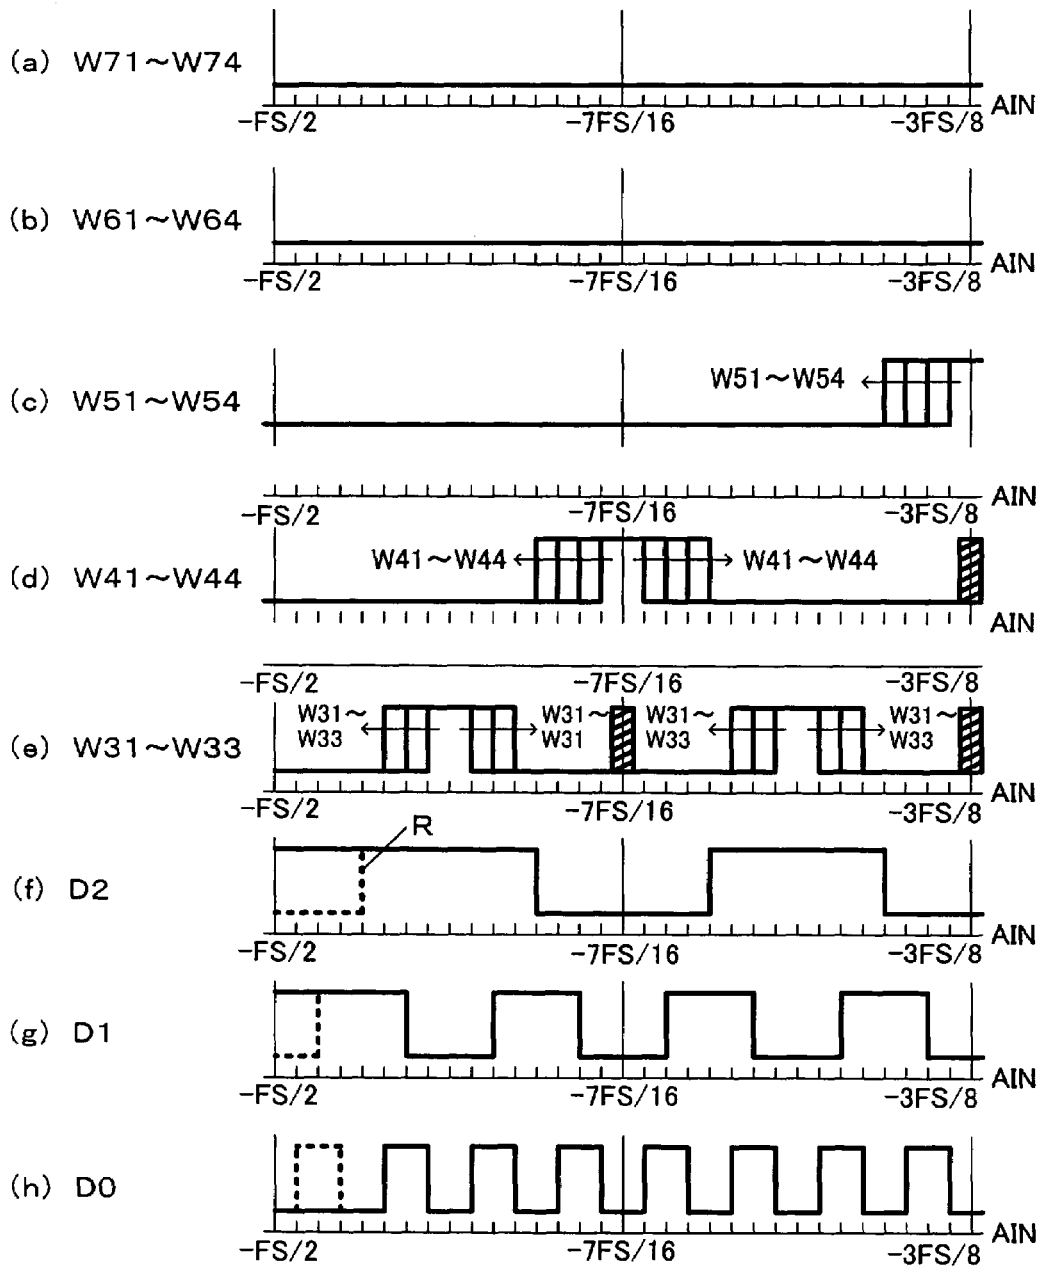 (a) W71～W74
AIN
-FS/2 -7FS/16 -3FS/8
(b) W61～W64
AIN
-FS/2 -7FS/16 -3FS/8
(c) W51～W54
W51～W54
AIN
-FS/2 -7FS/16 -3FS/8
(d) W41～W44
W41～W44 W41～W44
AIN
-FS/2 -7FS/16 -3FS/8
(e) W31～W33
W31～ W31～ W31～ W31～
W33 W31 W33 W33
AIN
-FS/2 -7FS/16 -3FS/8
R
(f) D2
AIN
-FS/2 -7FS/16 -3FS/8
(g) D1
AIN
-FS/2 -7FS/16 -3FS/8
(h) D0
AIN
-FS/2 -7FS/16 -3FS/8